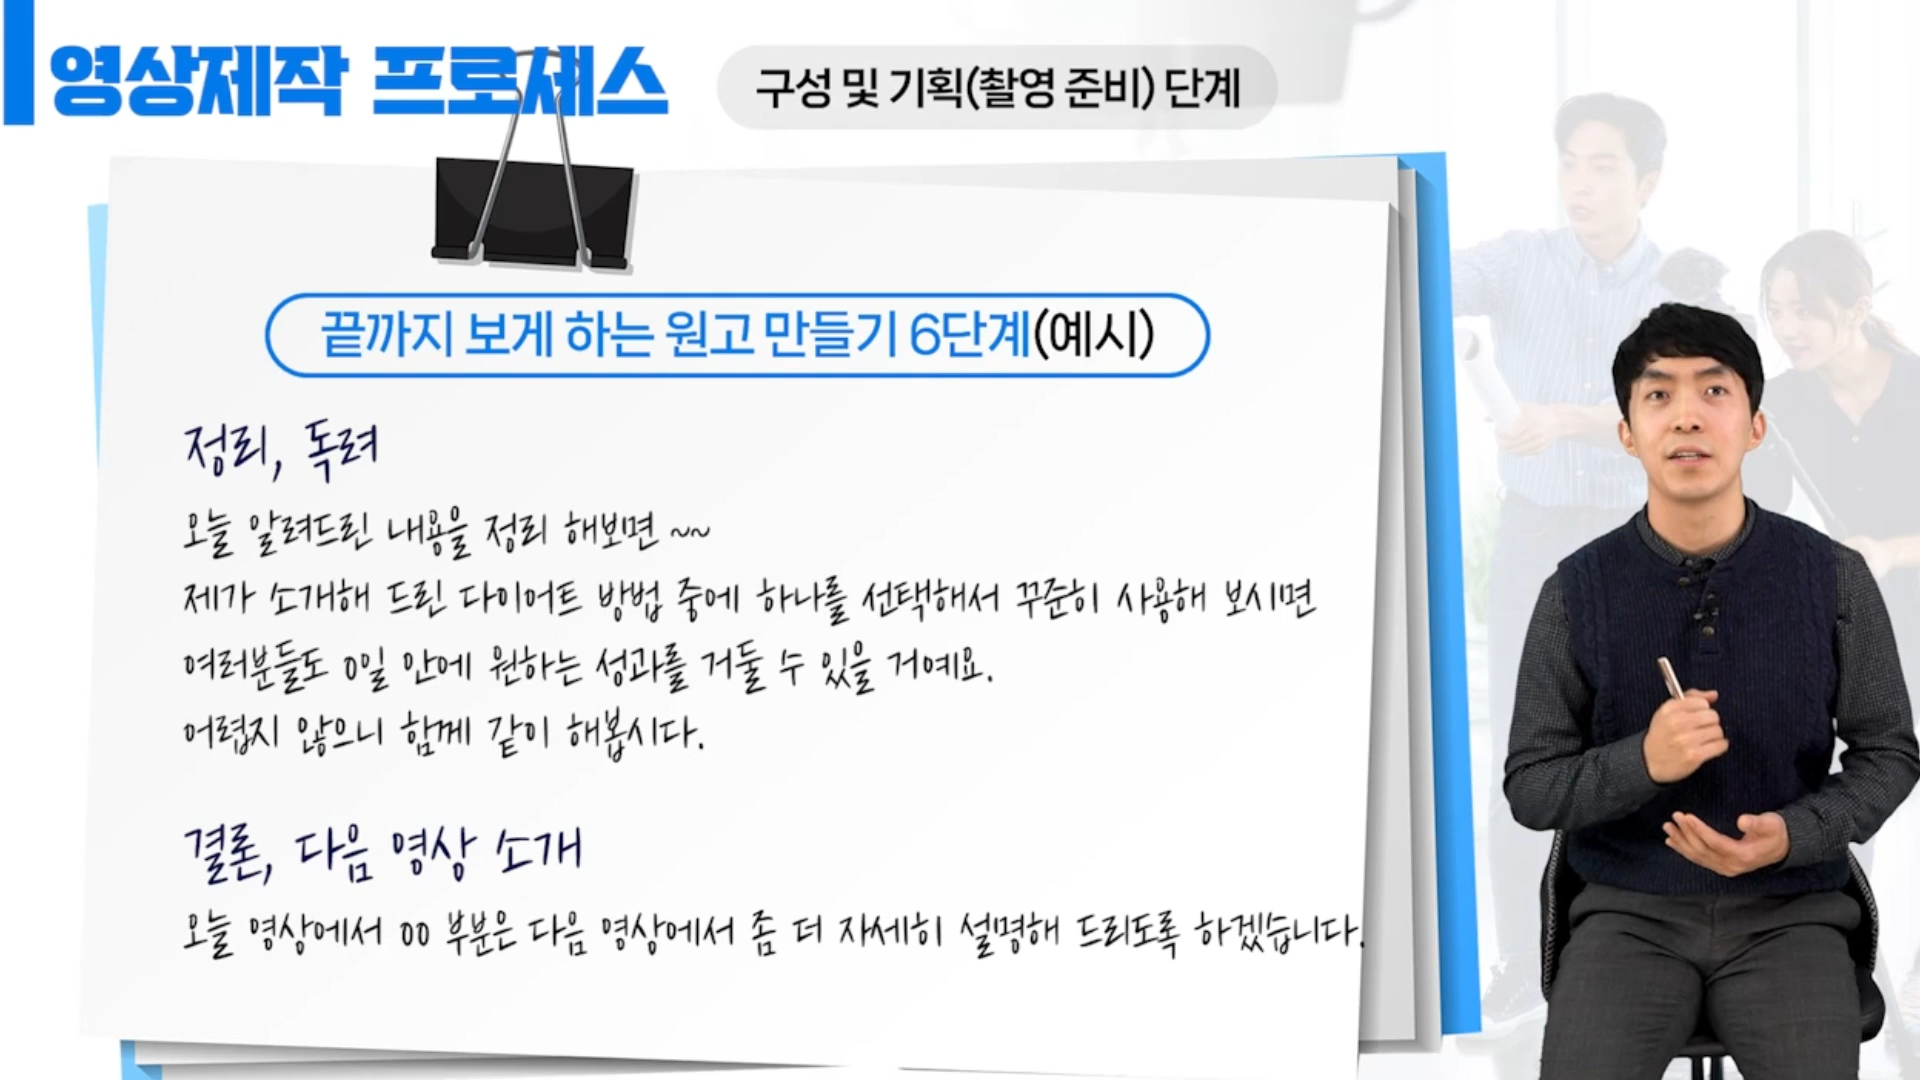 영상제작 프로세스
구성 및 기획(촬영 준비) 단계
끝까지 보게 하는 원고 만들기 6단계(예시)
정리, 독려
오늘 알려드린 내용을 정리 해보면 ~~
제가 소개해 드린 다이어트 방법 중에 하나를 선택해서 꾸준히 사용해 보시면
여러분들도 0일 안에 원하는 성과를 거둘 수 있을 거예요.
어렵지 않으니 함께 같이 해봅시다.
결론, 다음 영상 소개
오늘 영상에서 00 부분은 다음 영상에서 좀 더 자세히 설명해 드리도록 하겠습니다.